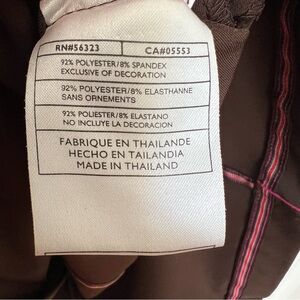 RN#56323 CA#05553
92% POLYESTER/8% SPANDEX
EXCLUSIVE OF DECORATION
92% POLYESTER/8% ELASTHANNE
SANS ORNEMENTS
92% POLIESTER/8% ELASTANO
NO INCLUYE LA DECORACION
FABRIQUE EN THAILANDE
HECHO EN TAILANDIA
MADE IN THAILAND